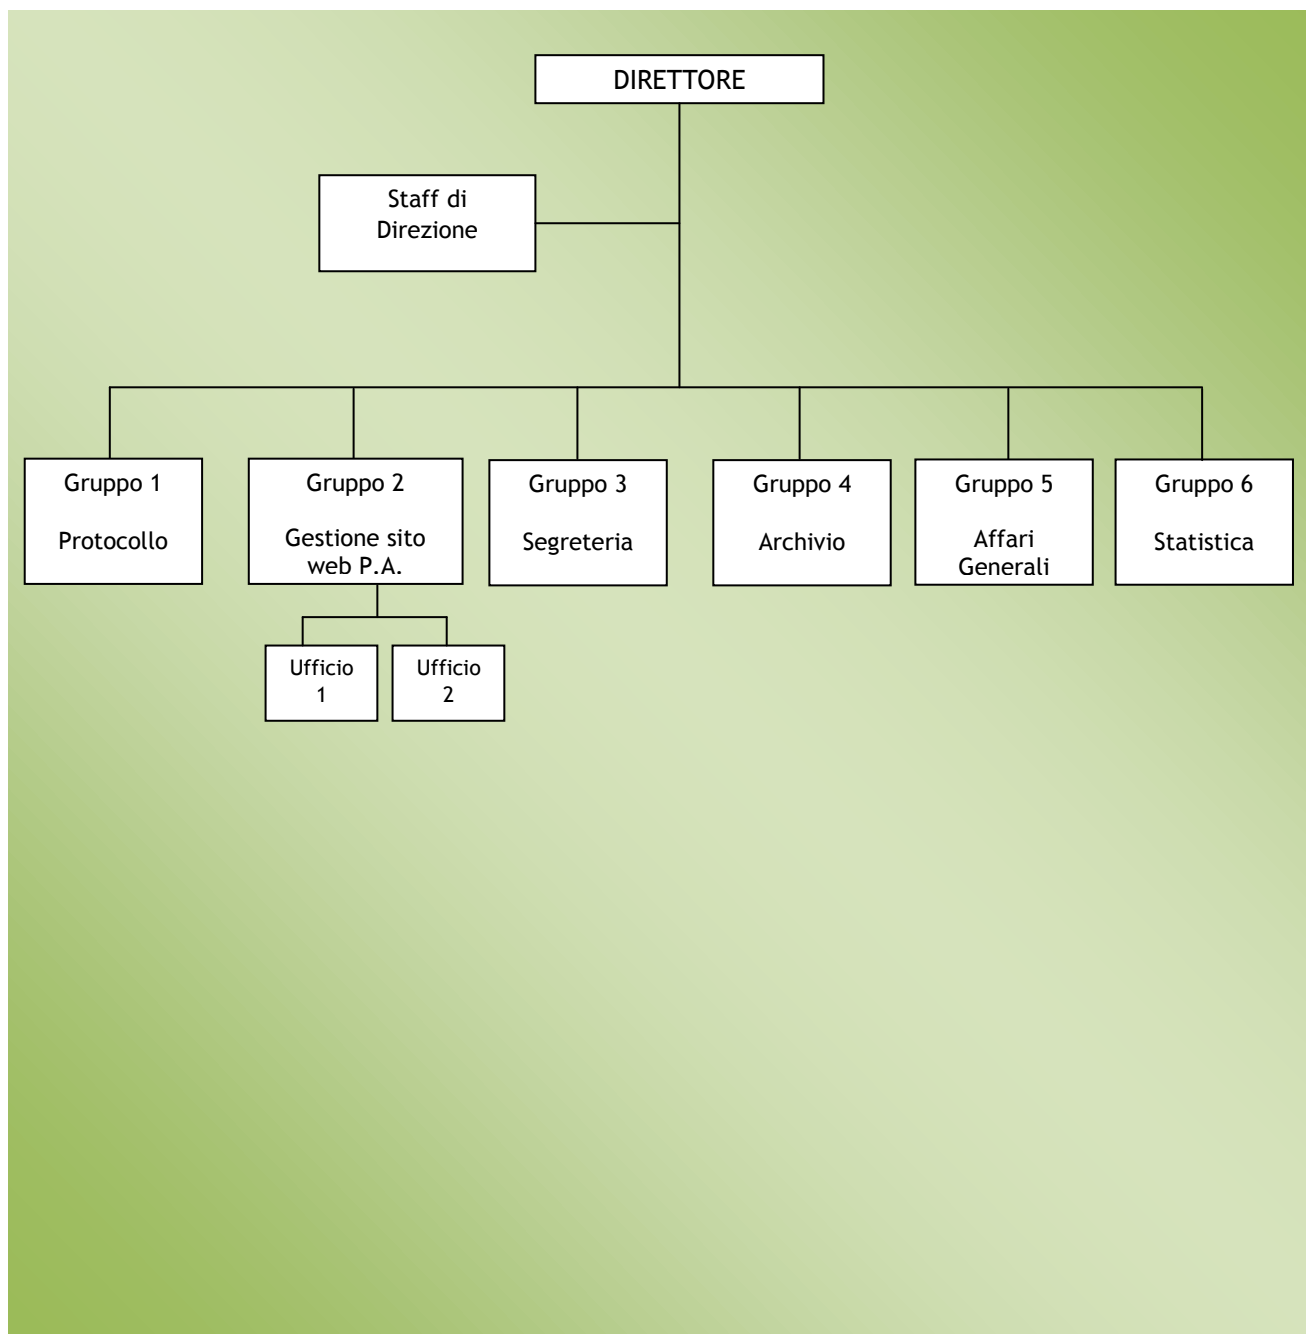 DIRETTORE
Staff di
Direzione
Gruppo 1
Protocollo
Gruppo 2
Gestione sito
web P.A.
Gruppo 3
Segreteria
Gruppo 4
Archivio
Gruppo 5
Affari
Generali
Gruppo 6
Statistica
Ufficio
1
Ufficio
2